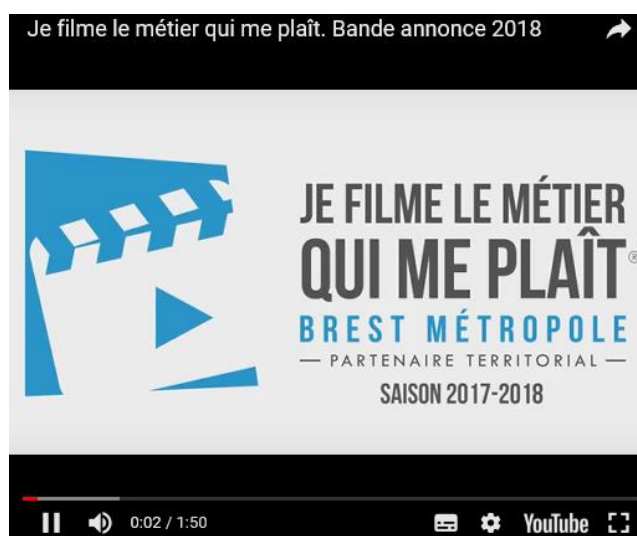 Je filme le métier qui me plaît. Bande annonce 2018
JE FILME LE MÉTIER
QUI ME PLAÎT®
BREST MÉTROPOLE
— PARTENAIRE TERRITORIAL —
SAISON 2017-2018
0:02 / 1:50
YouTube